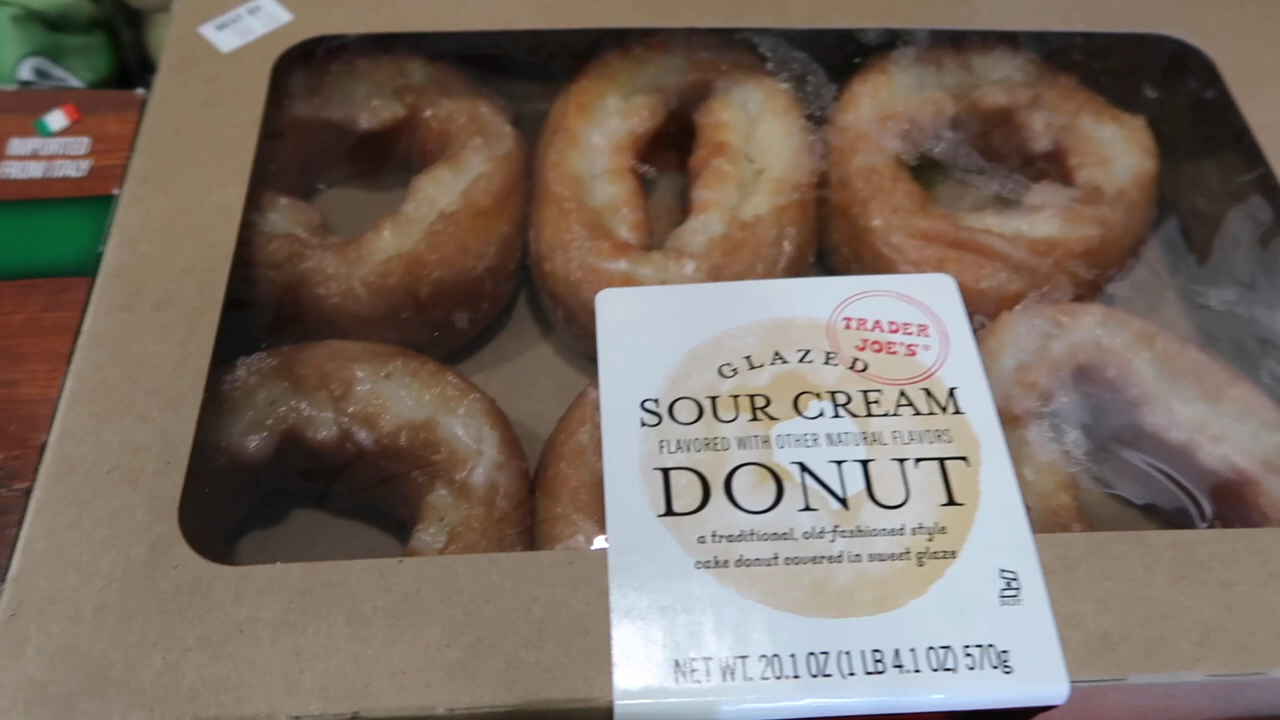 IMPORTED
FROM ITALY
TRADER
JOE'S®
GLAZED
SOUR CREAM
FLAVORED WITH OTHER NATURAL FLAVORS
DONUT
a traditional, old-fashioned style
cake donut covered in sweet glaze
NET WT. 20.1 OZ (1 LB 4.1 OZ) 570g